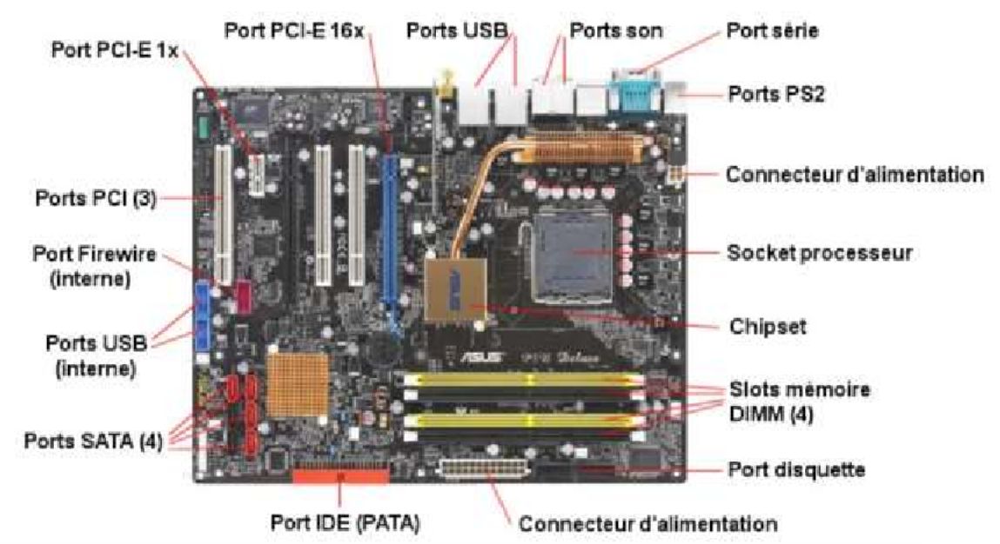 Port PCI-E 1x
Port PCI-E 16x
Ports USB
Ports son
Port série
Ports PS2
Connecteur d'alimentation
Ports PCI (3)
Port Firewire
(interne)
Socket processeur
Ports USB
(interne)
Chipset
ASUS
ASUS
Deluxe
Slots mémoire
DIMM (4)
Ports SATA (4)
Port disquette
Port IDE (PATA)
Connecteur d'alimentation